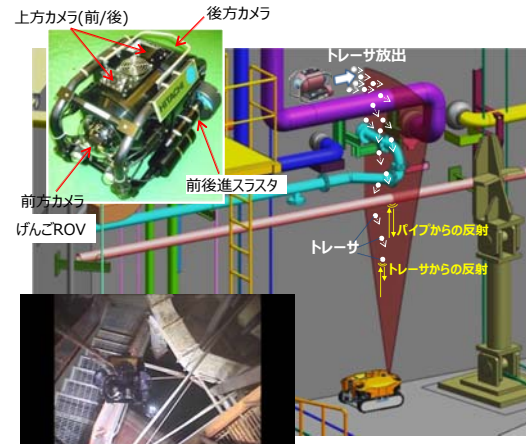 上方カメラ(前/後)
後方カメラ
HITACHI
前後進スラスタ
前方カメラ
げんごROV
トレーサ放出
パイプからの反射
トレーサ
トレーサからの反射